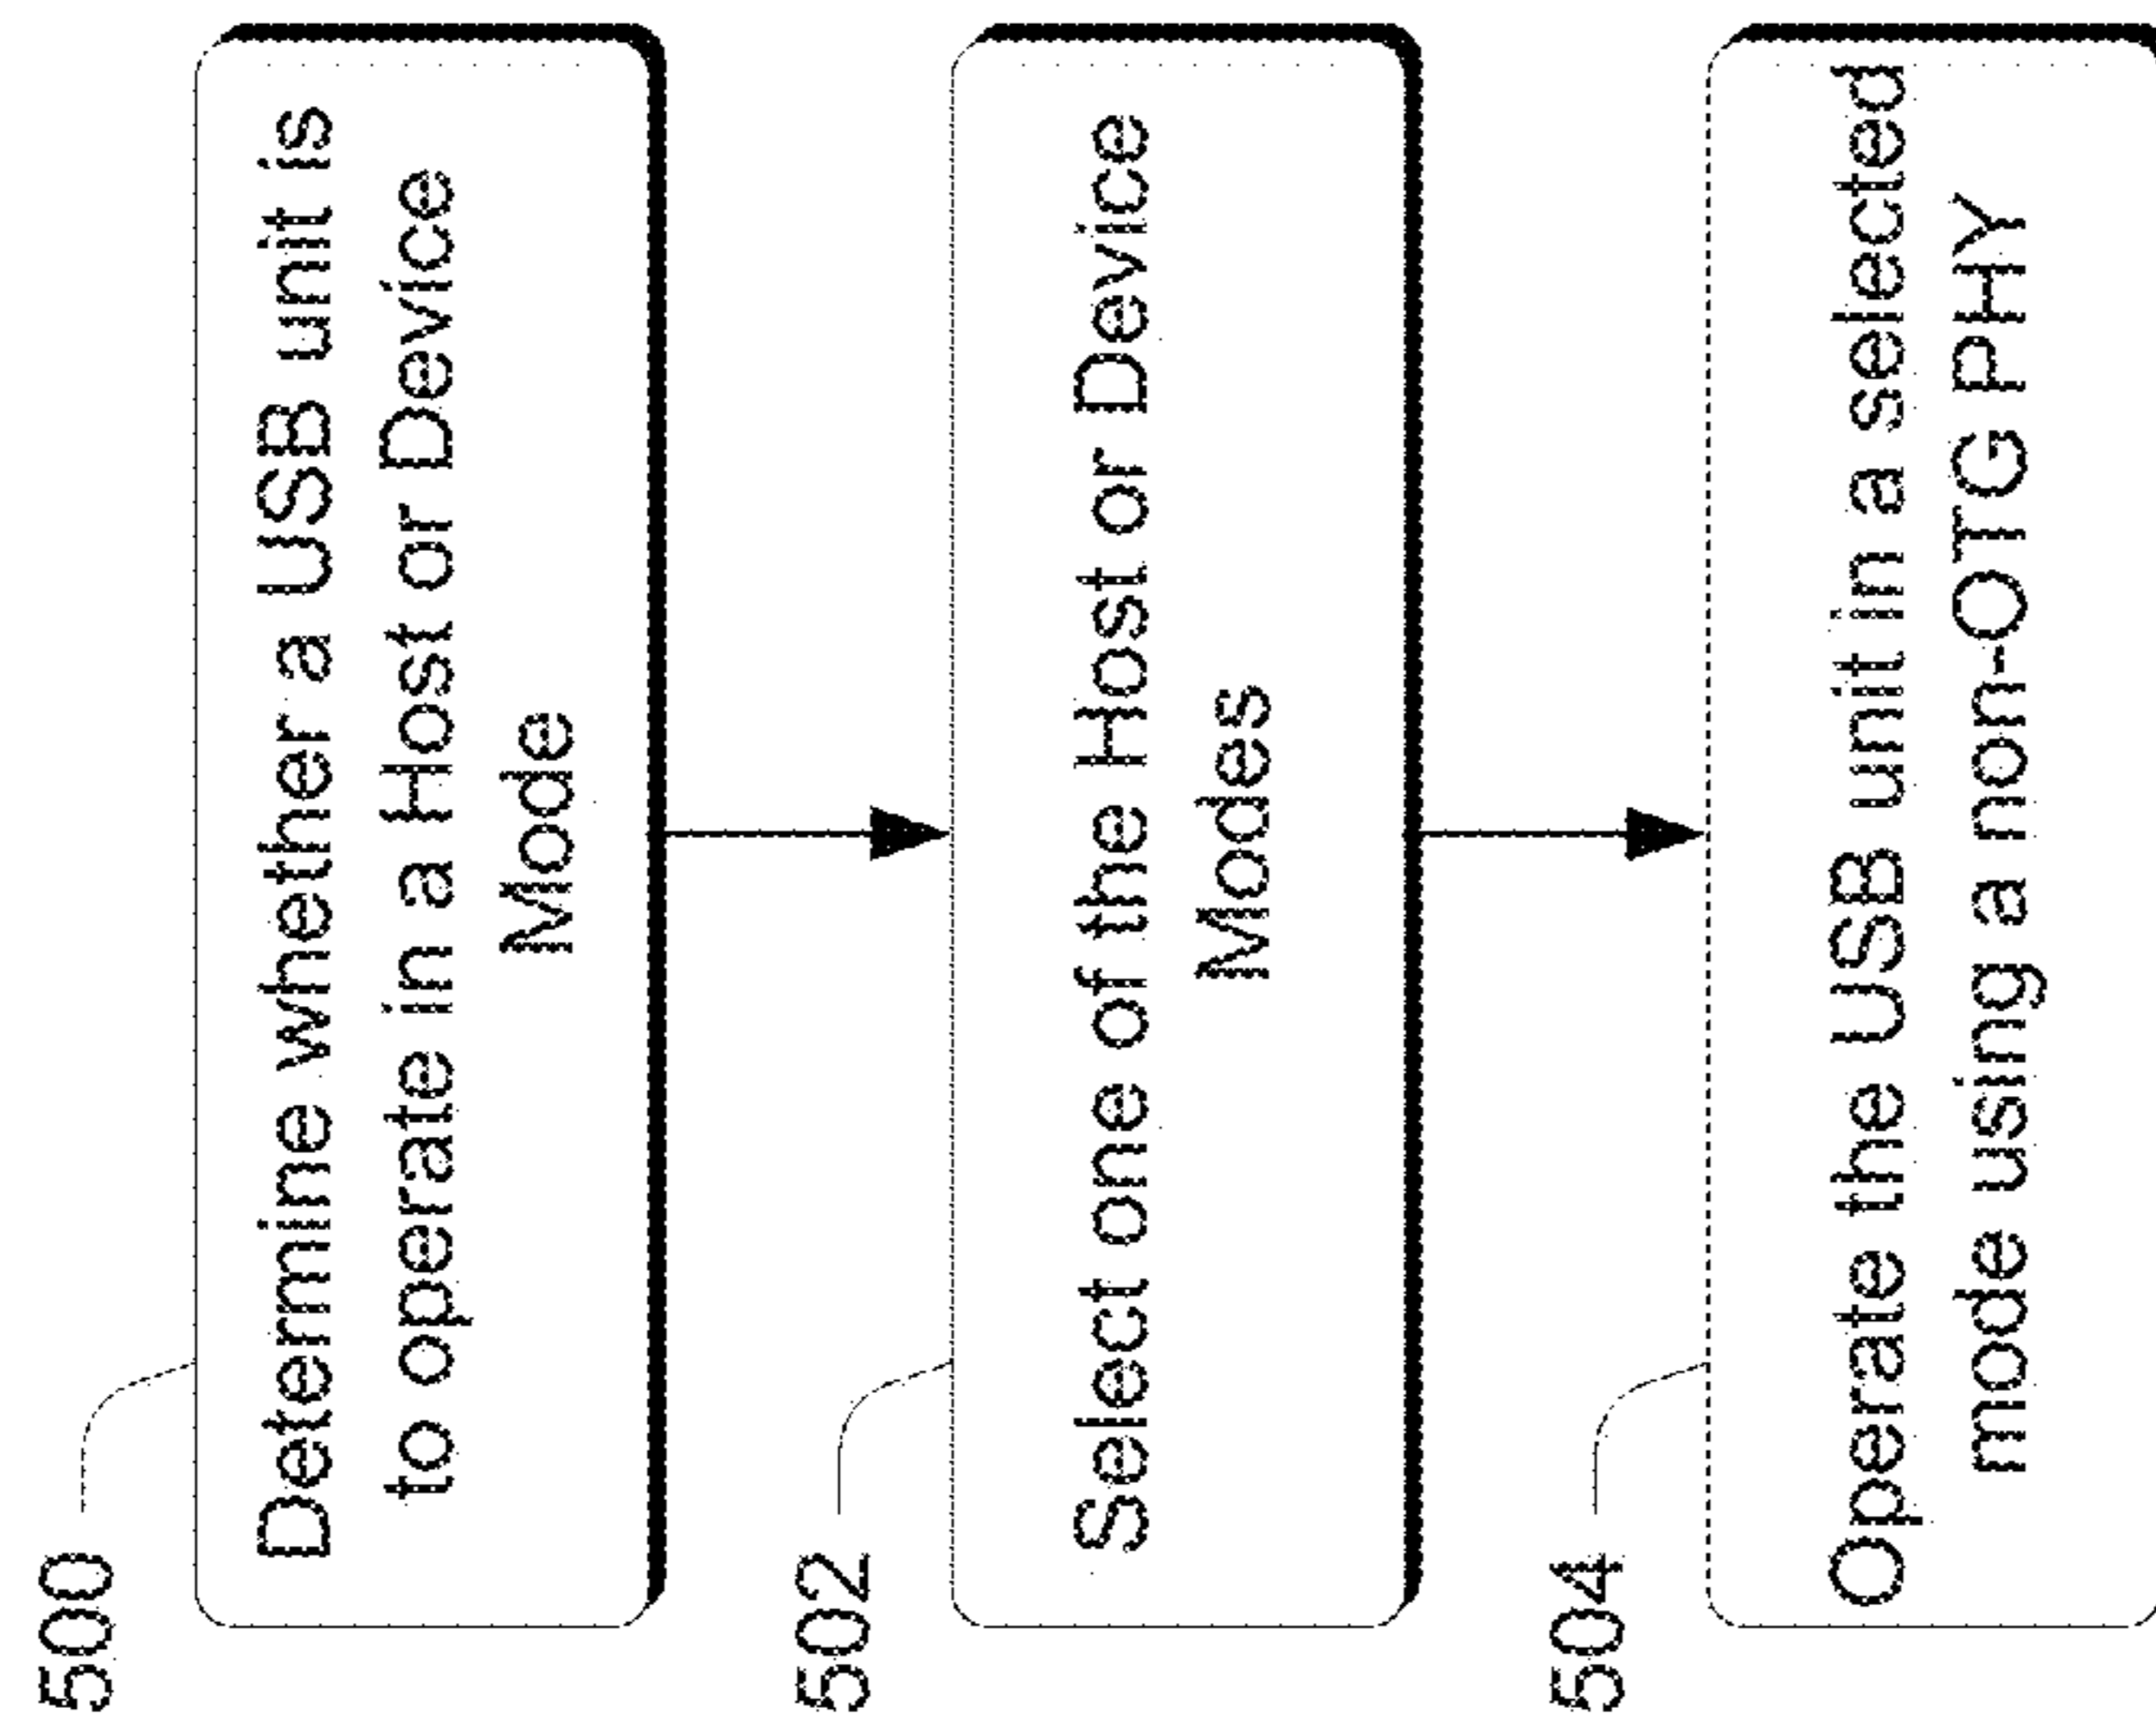 500
Determine whether a USB unit is
to operate in a Host or Device
Mode
502
Select one of the Host or Device
Modes
504
Operate the USB unit in a selected
mode using a non-OTG PHY